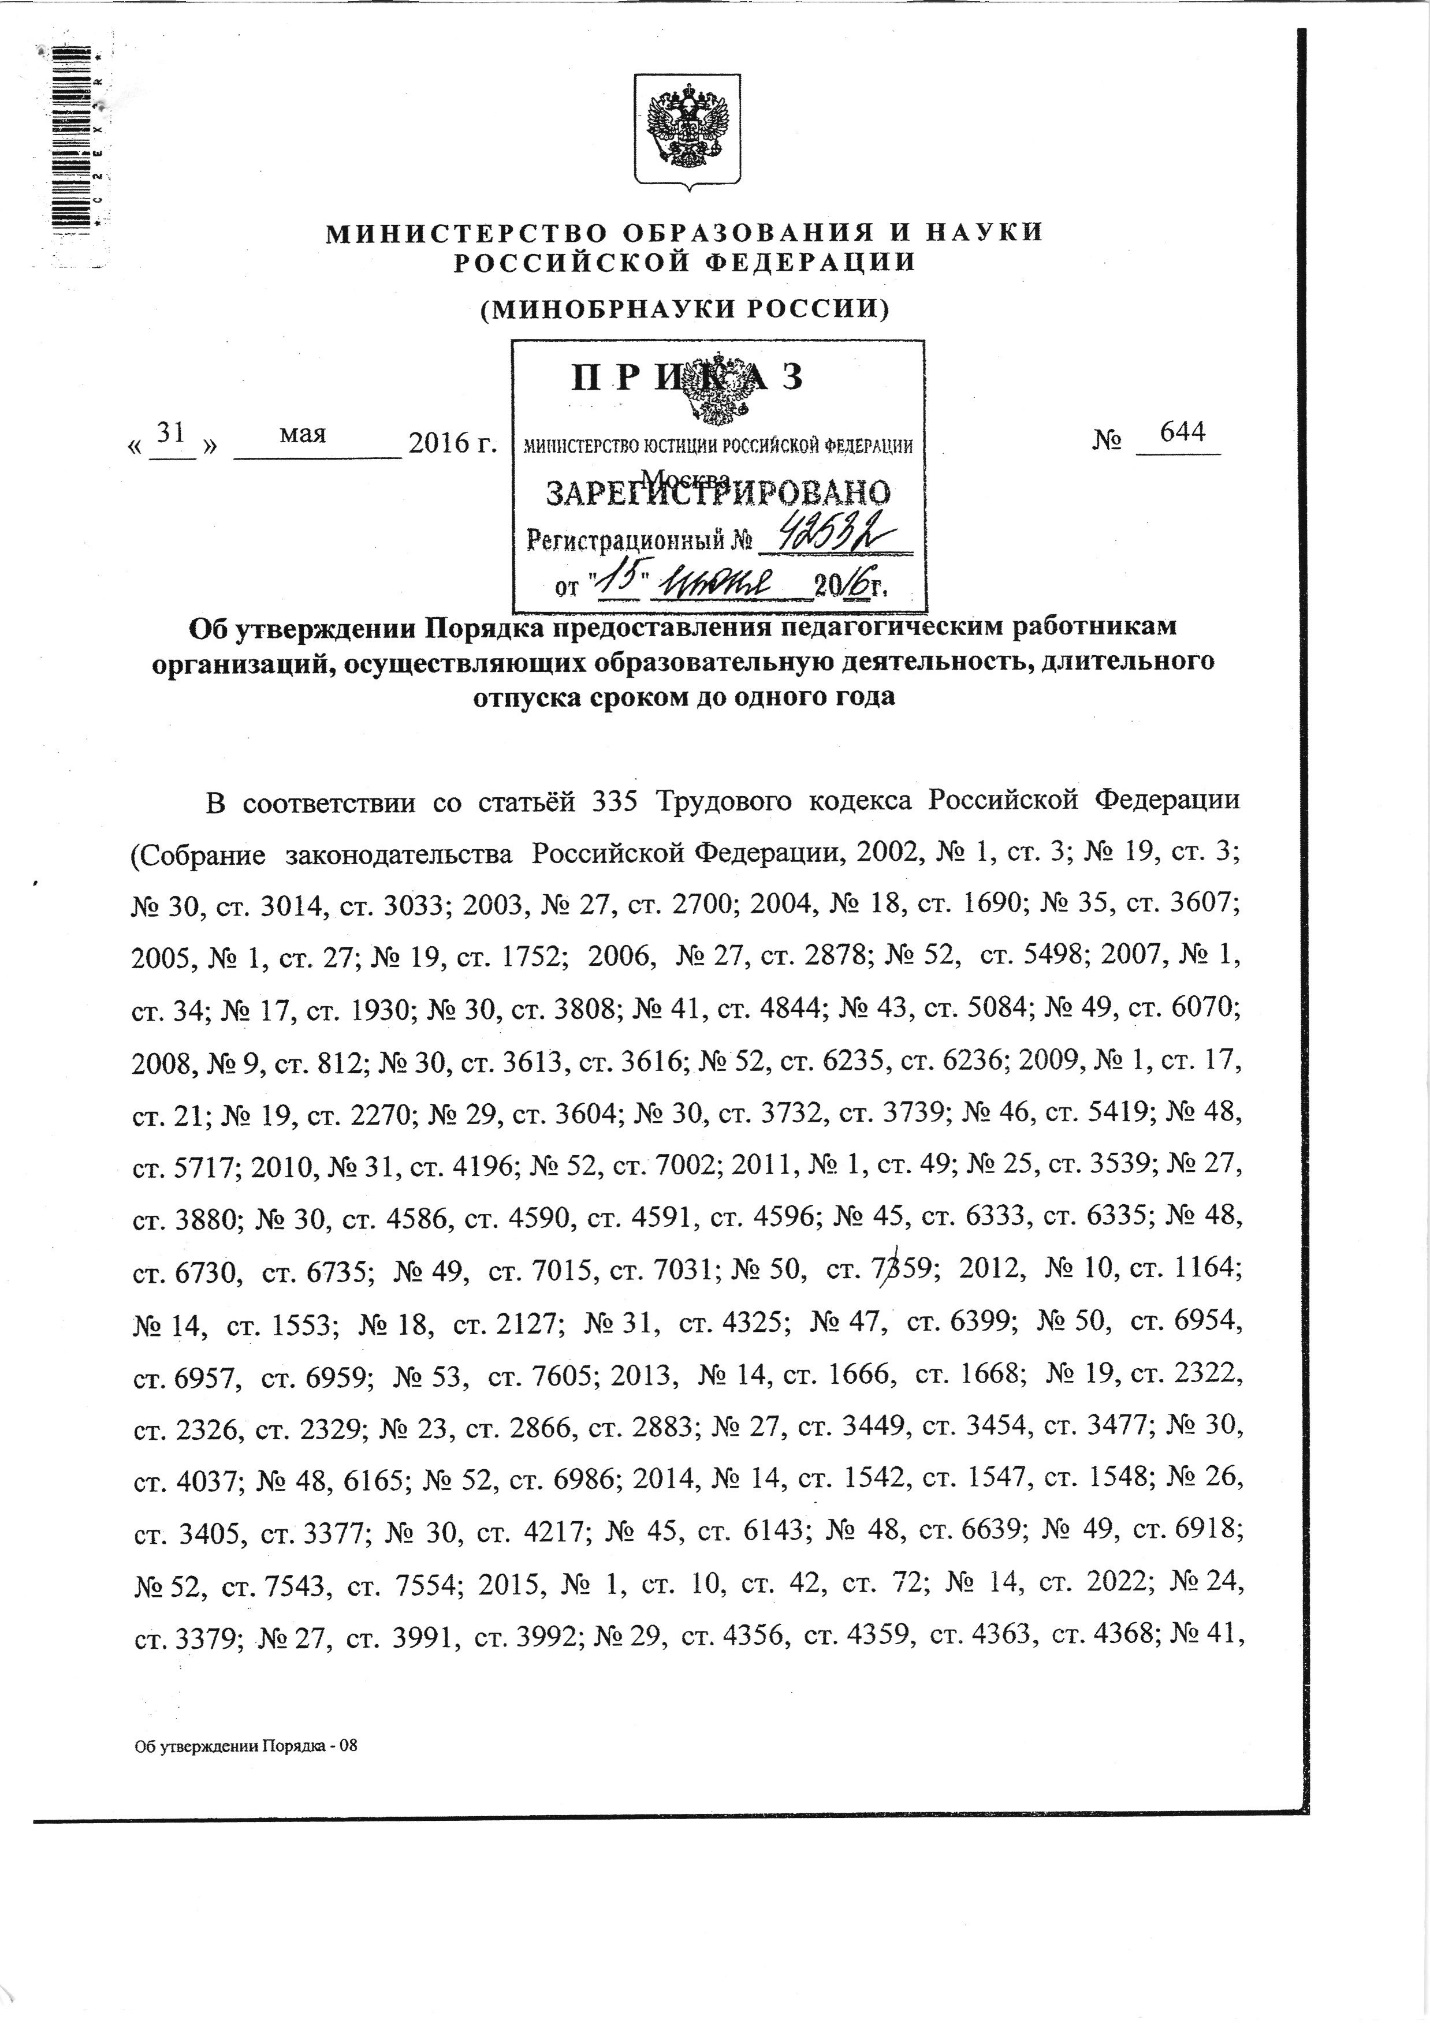 * C 2 E X * R *
МИНИСТЕРСТВО ОБРАЗОВАНИЯ И НАУКИ
РОССИЙСКОЙ ФЕДЕРАЦИИ
(МИНОБРНАУКИ РОССИИ)
ПРИКАЗ
« 31 » мая 2016 г.
№ 644
МИНИСТЕРСТВО ЮСТИЦИИ РОССИЙСКОЙ ФЕДЕРАЦИИ
Москва
ЗАРЕГИСТРИРОВАНО
Регистрационный № 42532
от "15" июня 2016г.
Об утверждении Порядка предоставления педагогическим работникам
организаций, осуществляющих образовательную деятельность, длительного
отпуска сроком до одного года
В соответствии со статьёй 335 Трудового кодекса Российской Федерации
(Собрание законодательства Российской Федерации, 2002, № 1, ст. 3; № 19, ст. 3;
№ 30, ст. 3014, ст. 3033; 2003, № 27, ст. 2700; 2004, № 18, ст. 1690; № 35, ст. 3607;
2005, № 1, ст. 27; № 19, ст. 1752; 2006, № 27, ст. 2878; № 52, ст. 5498; 2007, № 1,
ст. 34; № 17, ст. 1930; № 30, ст. 3808; № 41, ст. 4844; № 43, ст. 5084; № 49, ст. 6070;
2008, № 9, ст. 812; № 30, ст. 3613, ст. 3616; № 52, ст. 6235, ст. 6236; 2009, № 1, ст. 17,
ст. 21; № 19, ст. 2270; № 29, ст. 3604; № 30, ст. 3732, ст. 3739; № 46, ст. 5419; № 48,
ст. 5717; 2010, № 31, ст. 4196; № 52, ст. 7002; 2011, № 1, ст. 49; № 25, ст. 3539; № 27,
ст. 3880; № 30, ст. 4586, ст. 4590, ст. 4591, ст. 4596; № 45, ст. 6333, ст. 6335; № 48,
ст. 6730, ст. 6735; № 49, ст. 7015, ст. 7031; № 50, ст. 7359; 2012, № 10, ст. 1164;
№ 14, ст. 1553; № 18, ст. 2127; № 31, ст. 4325; № 47, ст. 6399; № 50, ст. 6954,
ст. 6957, ст. 6959; № 53, ст. 7605; 2013, № 14, ст. 1666, ст. 1668; № 19, ст. 2322,
ст. 2326, ст. 2329; № 23, ст. 2866, ст. 2883; № 27, ст. 3449, ст. 3454, ст. 3477; № 30,
ст. 4037; № 48, 6165; № 52, ст. 6986; 2014, № 14, ст. 1542, ст. 1547, ст. 1548; № 26,
ст. 3405, ст. 3377; № 30, ст. 4217; № 45, ст. 6143; № 48, ст. 6639; № 49, ст. 6918;
№ 52, ст. 7543, ст. 7554; 2015, № 1, ст. 10, ст. 42, ст. 72; № 14, ст. 2022; № 24,
ст. 3379; № 27, ст. 3991, ст. 3992; № 29, ст. 4356, ст. 4359, ст. 4363, ст. 4368; № 41,
Об утверждении Порядка - 08